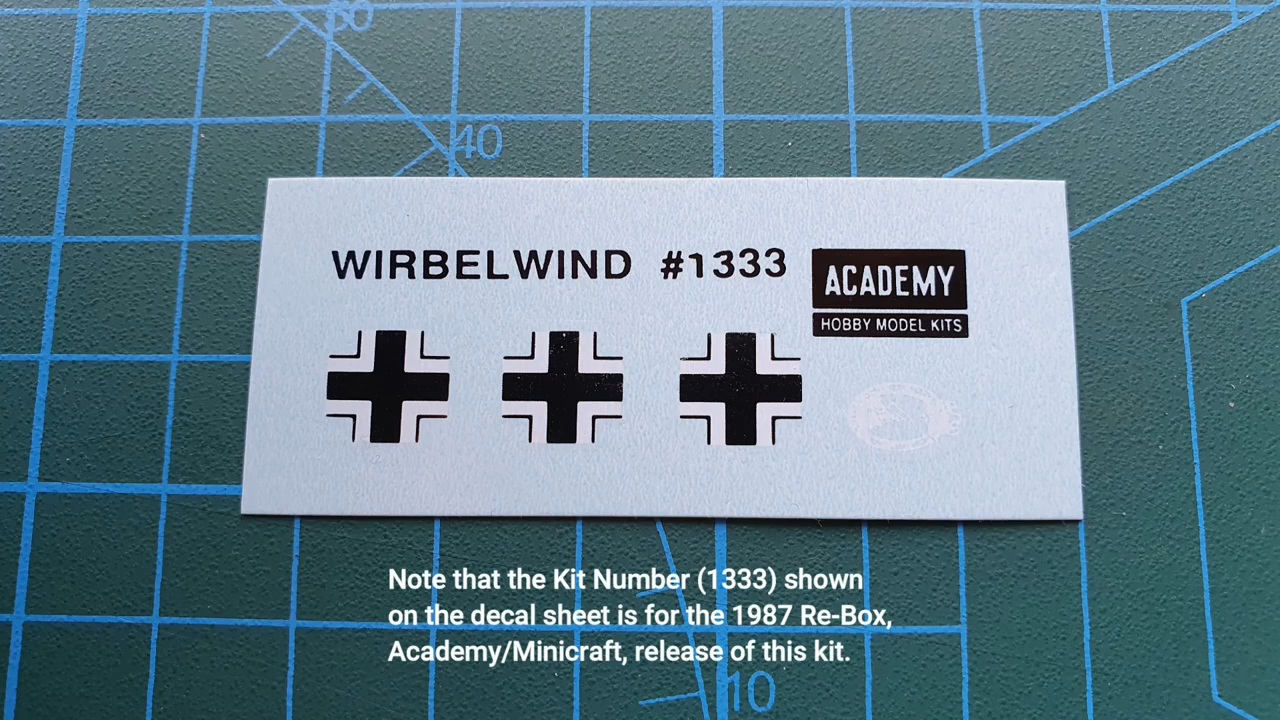 80
40
WIRBELWIND #1333
ACADEMY
HOBBY MODEL KITS
Note that the Kit Number (1333) shown
on the decal sheet is for the 1987 Re-Box,
Academy/Minicraft, release of this kit.
10